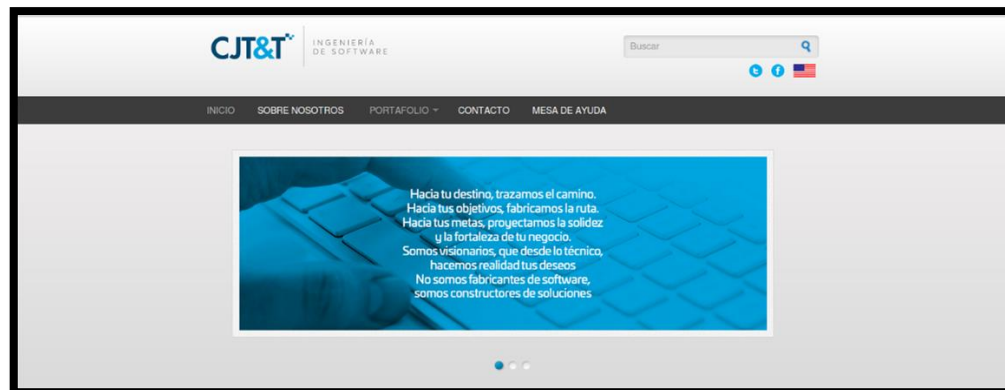 CJT&T
INGENIERÍA
DE SOFTWARE
Buscar
INICIO SOBRE NOSOTROS PORTAFOLIO CONTACTO MESA DE AYUDA
Hacia tu destino, trazamos el camino.
Hacía tus objetivos, fabricamos la ruta.
Hacia tus metas, proyectamos la solidez
y la fortaleza de tu negocio.
Somos visionarios, que desde lo técnico,
hacemos realidad tus deseos
No somos fabricantes de software,
somos constructores de soluciones